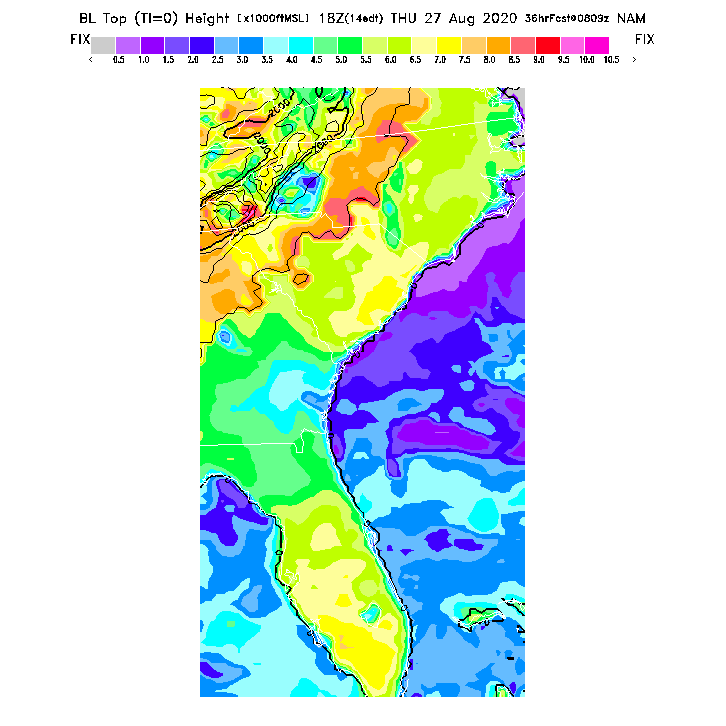 BL Top (TI=0) Height [x1000ftMSL] 18Z(14edt) THU 27 Aug 2020 36hrFcst@0809z NAM
FIX FIX
< 0.5 1.0 1.5 2.0 2.5 3.0 3.5 4.0 4.5 5.0 5.5 6.0 6.5 7.0 7.5 8.0 8.5 9.0 9.5 10.0 10.5 >
2000
2000